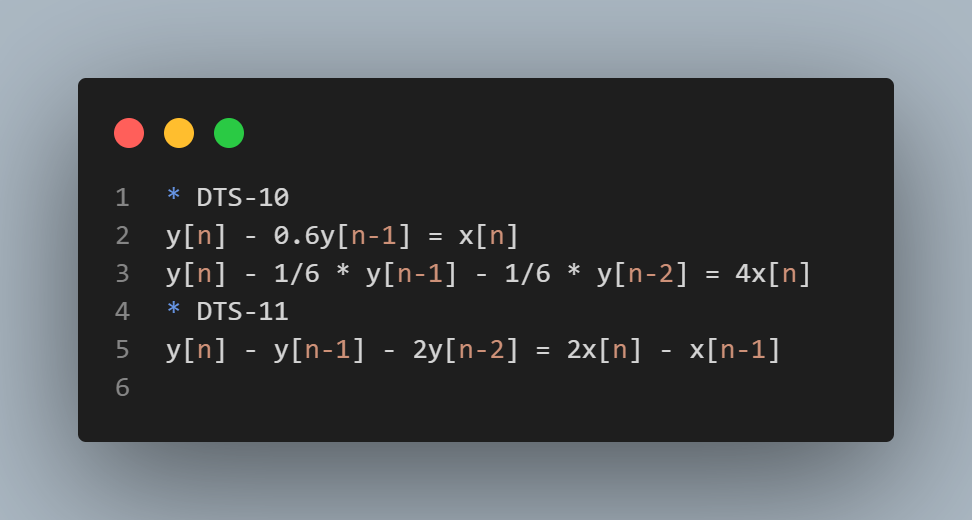 1 * DTS-10
2 y[n] - 0.6y[n-1] = x[n]
3 y[n] - 1/6 * y[n-1] - 1/6 * y[n-2] = 4x[n]
4 * DTS-11
5 y[n] - y[n-1] - 2y[n-2] = 2x[n] - x[n-1]
6